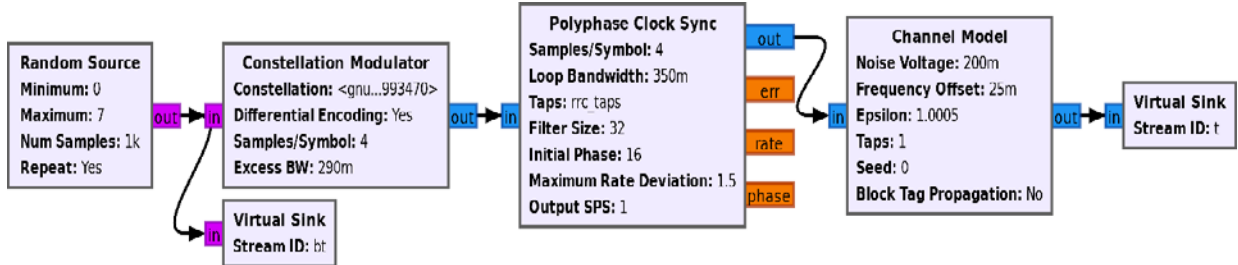 Random Source
Minimum: 0
Maximum: 7
Num Samples: 1k
Repeat: Yes
out
in
Constellation Modulator
Constellation: <gnu...993470>
Differential Encoding: Yes
Samples/Symbol: 4
Excess BW: 290m
out
in
Virtual Sink
Stream ID: bt
in
Polyphase Clock Sync
Samples/Symbol: 4
Loop Bandwidth: 350m
Taps: rrc_taps
Filter Size: 32
Initial Phase: 16
Maximum Rate Deviation: 1.5
Output SPS: 1
out
err
rate
phase
in
Channel Model
Noise Voltage: 200m
Frequency Offset: 25m
Epsilon: 1.0005
Taps: 1
Seed: 0
Block Tag Propagation: No
out
in
Virtual Sink
Stream ID: t